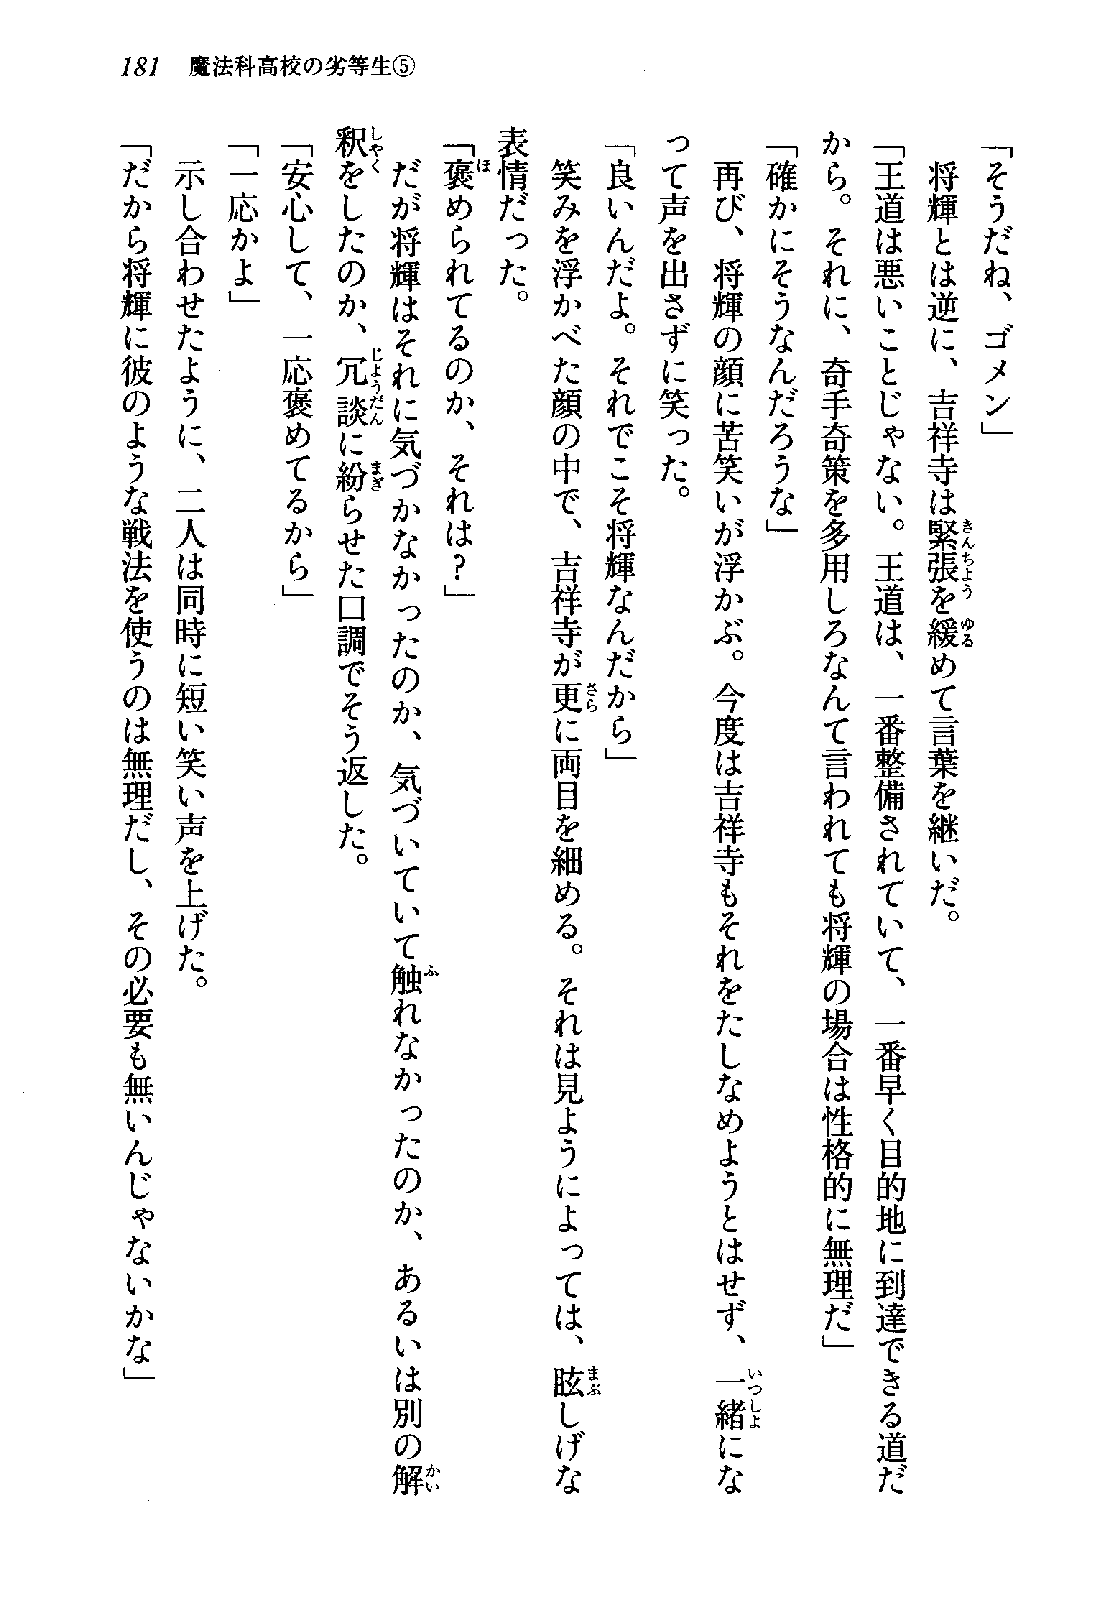 181　魔法科高校の劣等生⑤
「そうだね、ゴメン」
　将輝とは逆に、吉祥寺は緊張を緩めて言葉を継いだ。
「王道は悪いことじゃない。王道は、一番整備されていて、一番早く目的地に到達できる道だ
から。それに、奇手奇策を多用しろなんて言われても将輝の場合は性格的に無理だ」
「確かにそうなんだろうな」
　再び、将輝の顔に苦笑いが浮かぶ。今度は吉祥寺もそれをたしなめようとはせず、一緒にな
って声を出さずに笑った。
「良いんだよ。それでこそ将輝なんだから」
　笑みを浮かべた顔の中で、吉祥寺が更に両目を細める。それは見ようによっては、眩しげな
表情だった。
「褒められてるのか、それは？」
　だが将輝はそれに気づかなかったのか、気づいていて触れなかったのか、あるいは別の解
釈をしたのか、冗談に紛らせた口調でそう返した。
「安心して、一応褒めてるから」
「一応かよ」
　示し合わせたように、二人は同時に短い笑い声を上げた。
「だから将輝に彼のような戦法を使うのは無理だし、その必要も無いんじゃないかな」